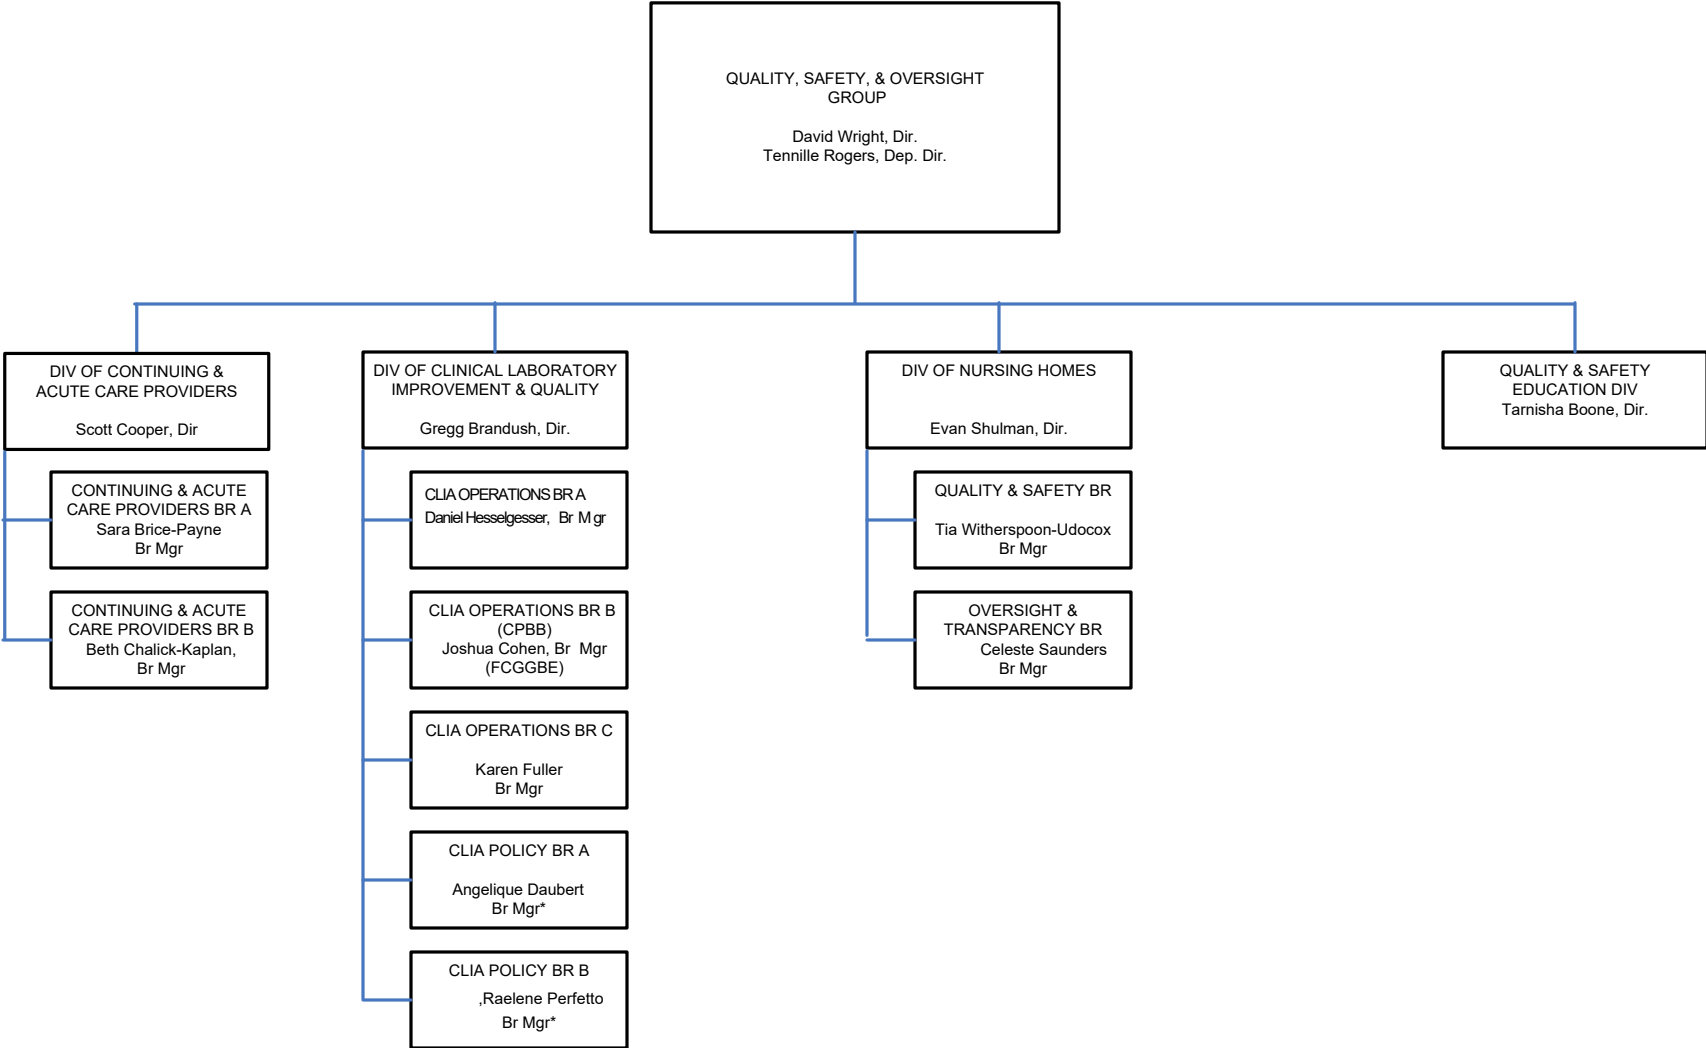 QUALITY, SAFETY, & OVERSIGHT
GROUP
David Wright, Dir.
Tennille Rogers, Dep. Dir.
DIV OF CONTINUING &
ACUTE CARE PROVIDERS
Scott Cooper, Dir
CONTINUING & ACUTE
CARE PROVIDERS BR A
Sara Brice-Payne
Br Mgr
CONTINUING & ACUTE
CARE PROVIDERS BR B
Beth Chalick-Kaplan,
Br Mgr
DIV OF CLINICAL LABORATORY
IMPROVEMENT & QUALITY
Gregg Brandush, Dir.
CLIA OPERATIONS BR A
Daniel Hesselgesser, Br Mgr
CLIA OPERATIONS BR B
(CPBB)
Joshua Cohen, Br Mgr
(FCGGBE)
CLIA OPERATIONS BR C
Karen Fuller
Br Mgr
CLIA POLICY BR A
Angelique Daubert
Br Mgr*
CLIA POLICY BR B
,Raelene Perfetto
Br Mgr*
DIV OF NURSING HOMES
Evan Shulman, Dir.
QUALITY & SAFETY BR
Tia Witherspoon-Udocox
Br Mgr
OVERSIGHT &
TRANSPARENCY BR
Celeste Saunders
Br Mgr
QUALITY & SAFETY
EDUCATION DIV
Tarnisha Boone, Dir.